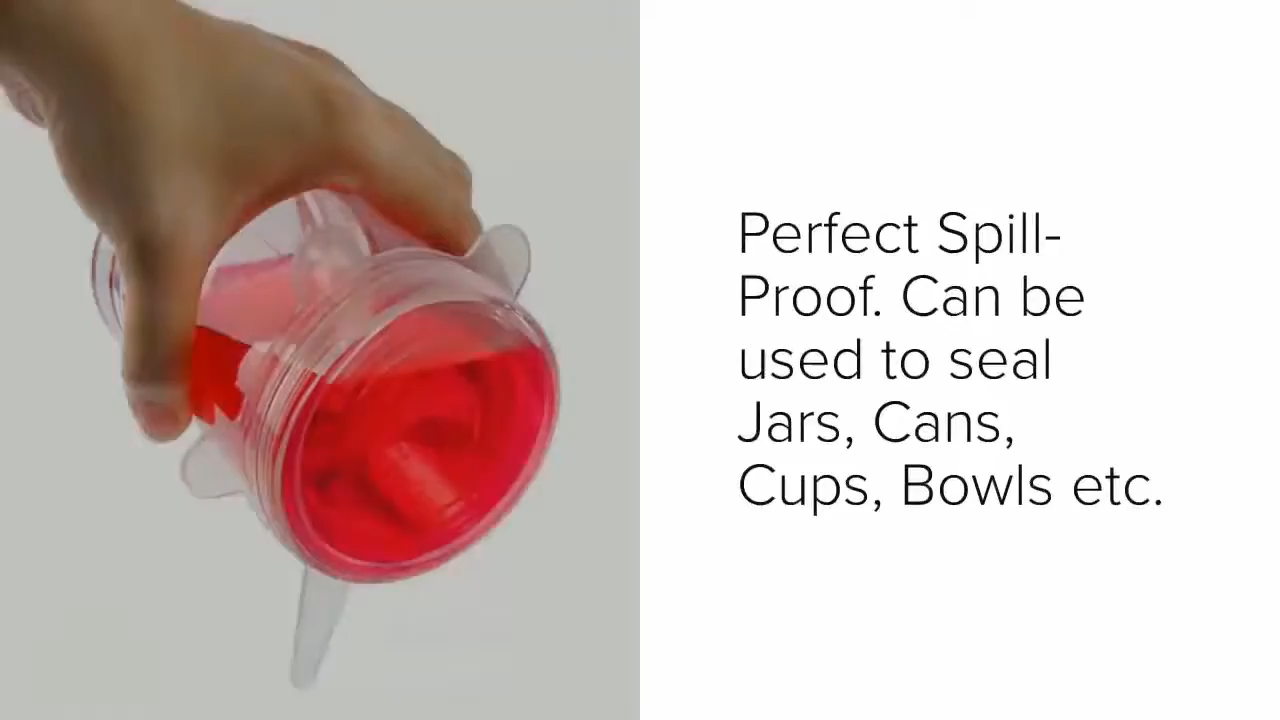 Perfect Spill-
Proof. Can be
used to seal
Jars, Cans,
Cups, Bowls etc.